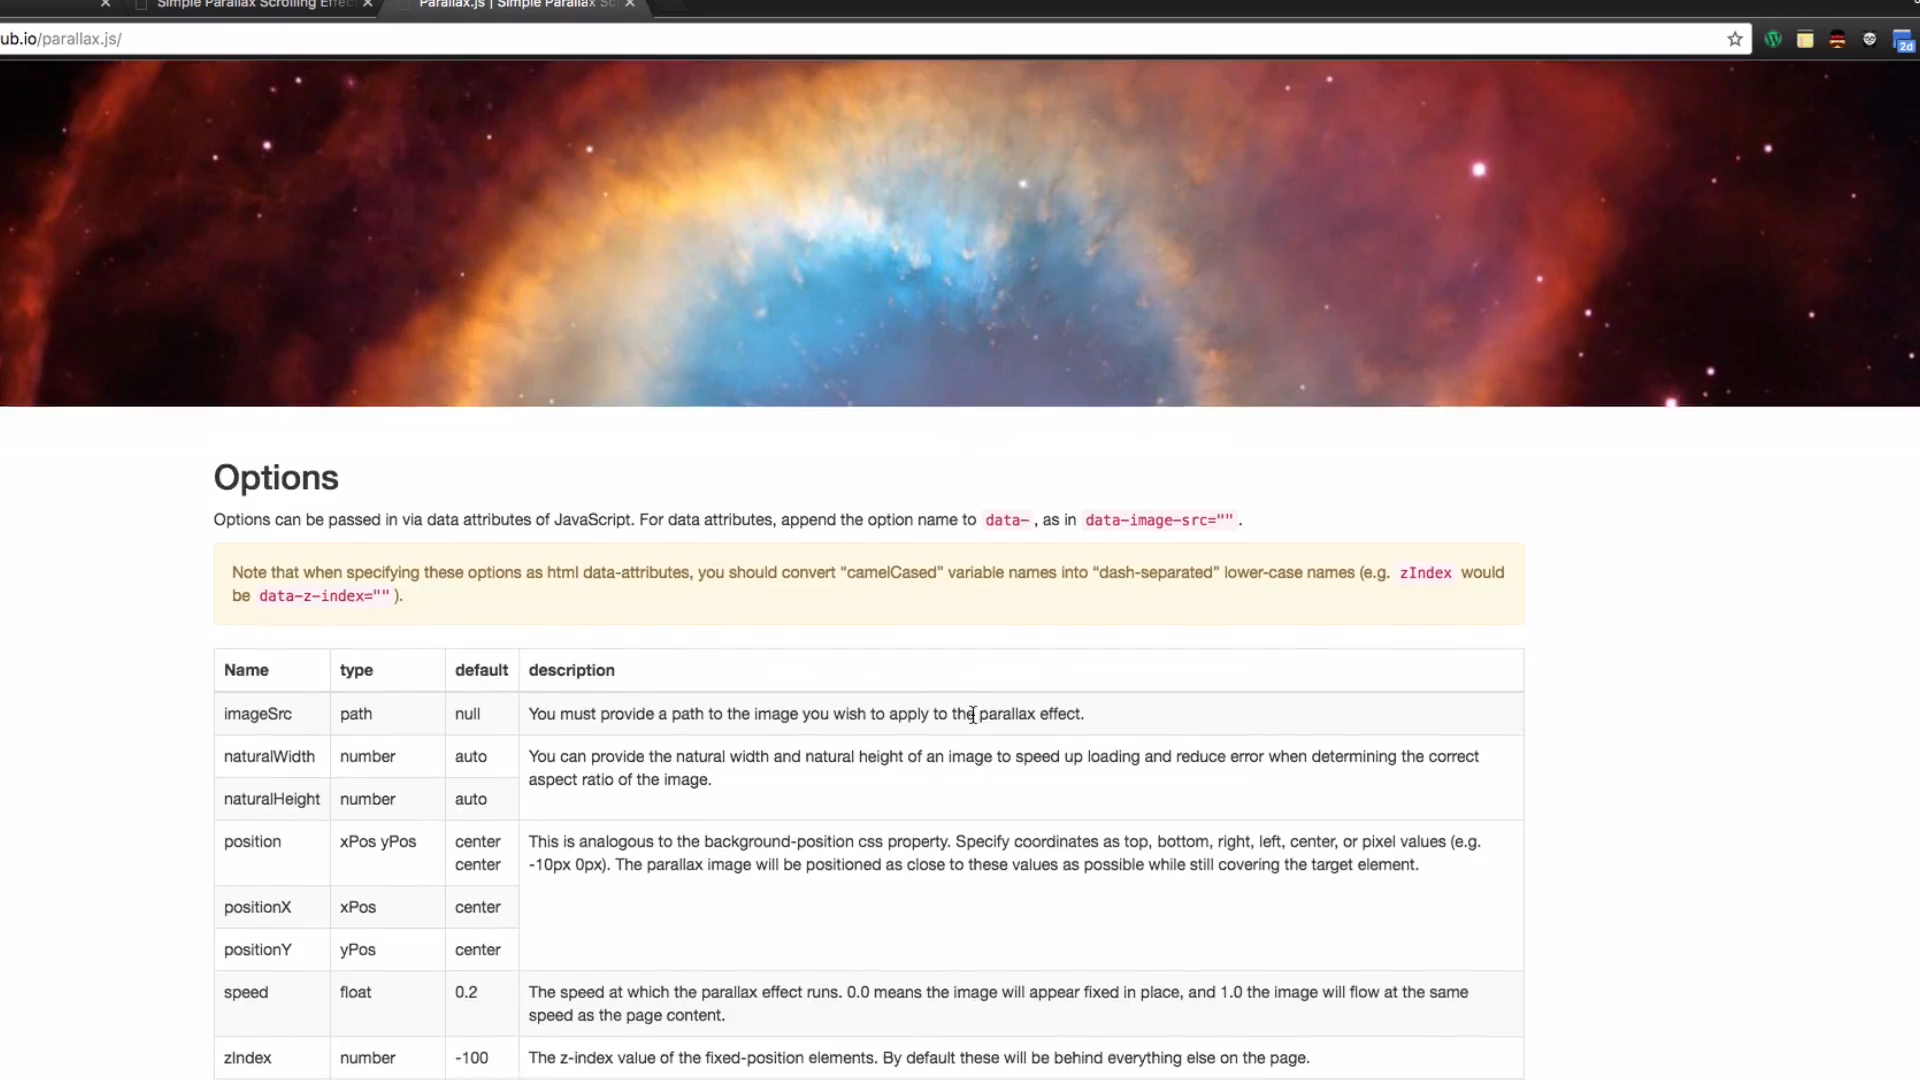 Simple Parallax Scrolling Effec
Parallax.js | Simple Parallax Sc
ub.io/parallax.js/
2d
Options
Options can be passed in via data attributes of JavaScript. For data attributes, append the option name to data- , as in data-image-src="" .
Note that when specifying these options as html data-attributes, you should convert “camelCased” variable names into “dash-separated” lower-case names (e.g. zIndex would
be data-z-index="" ).
Name type default description
imageSrc path null You must provide a path to the image you wish to apply to the parallax effect.
naturalWidth number auto You can provide the natural width and natural height of an image to speed up loading and reduce error when determining the correct
aspect ratio of the image.
naturalHeight number auto
position xPos yPos center This is analogous to the background-position css property. Specify coordinates as top, bottom, right, left, center, or pixel values (e.g.
center -10px 0px). The parallax image will be positioned as close to these values as possible while still covering the target element.
positionX xPos center
positionY yPos center
speed float 0.2 The speed at which the parallax effect runs. 0.0 means the image will appear fixed in place, and 1.0 the image will flow at the same
speed as the page content.
zIndex number -100 The z-index value of the fixed-position elements. By default these will be behind everything else on the page.